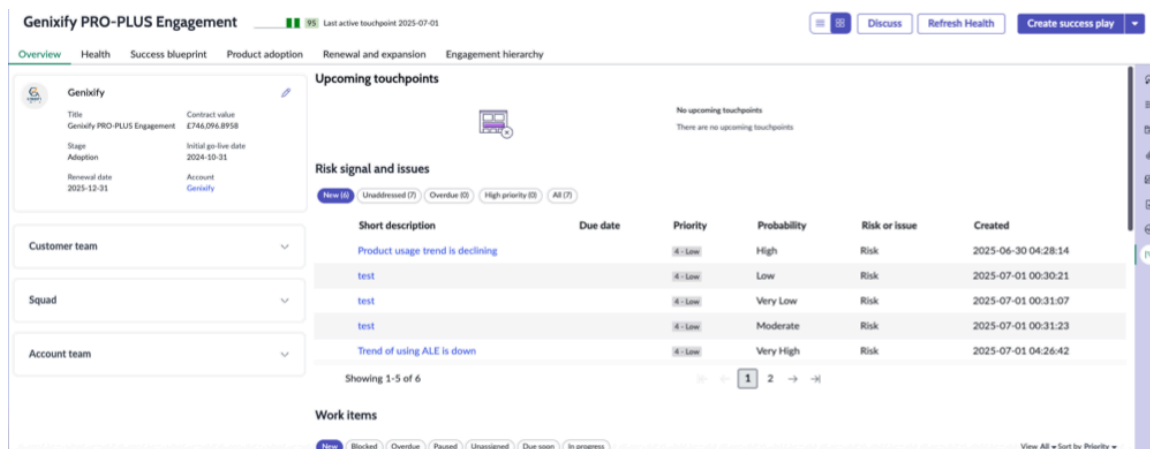 Genixify PRO-PLUS Engagement
95 Last active touchpoint 2025-07-01
Discuss
Refresh Health
Create success play
Overview Health Success blueprint Product adoption Renewal and expansion Engagement hierarchy
Genixify
Title Contract value
Genixify PRO-PLUS Engagement £746,096.8958
Stage Initial go-live date
Adoption 2024-10-31
Renewal date Account
2025-12-31 Genixify
Customer team
Squad
Account team
Upcoming touchpoints
No upcoming touchpoints
There are no upcoming touchpoints
Risk signal and issues
New (6) Unaddressed (7) Overdue (0) High priority (0) All (7)
Short description Due date Priority Probability Risk or issue Created
Product usage trend is declining 4 - Low High Risk 2025-06-30 04:28:14
test 4 - Low Low Risk 2025-07-01 00:30:21
test 4 - Low Very Low Risk 2025-07-01 00:31:07
test 4 - Low Moderate Risk 2025-07-01 00:31:23
Trend of using ALE is down 4 - Low Very High Risk 2025-07-01 04:26:42
Showing 1-5 of 6 1 2
Work items
New Blocked Overdue Paused Unassigned Due soon In progress View All Sort by Priority